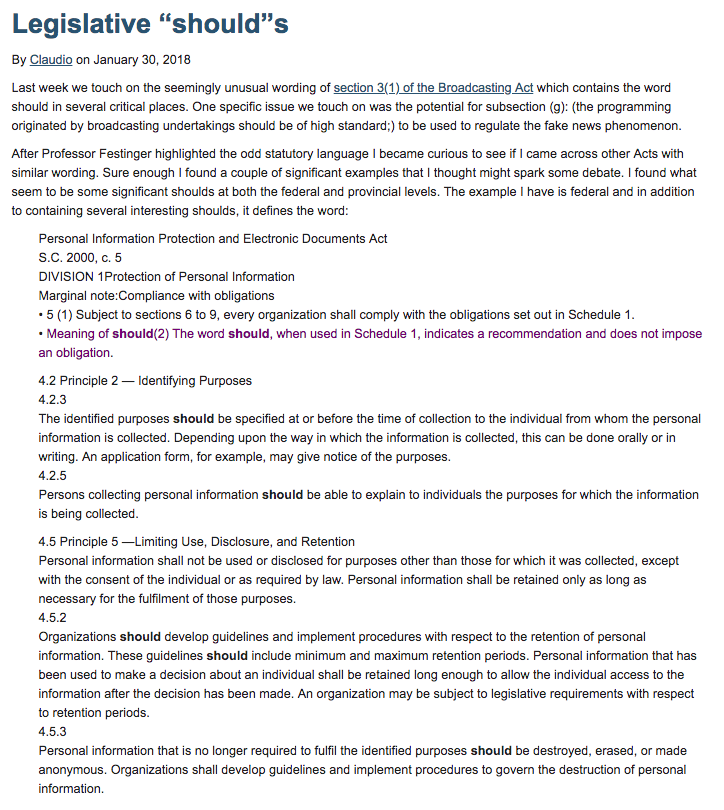 Legislative “should”s
By Claudio on January 30, 2018
Last week we touch on the seemingly unusual wording of section 3(1) of the Broadcasting Act which contains the word
should in several critical places. One specific issue we touch on was the potential for subsection (g): (the programming
originated by broadcasting undertakings should be of high standard;) to be used to regulate the fake news phenomenon.
After Professor Festinger highlighted the odd statutory language I became curious to see if I came across other Acts with
similar wording. Sure enough I found a couple of significant examples that I thought might spark some debate. I found what
seem to be some significant shoulds at both the federal and provincial levels. The example I have is federal and in addition
to containing several interesting shoulds, it defines the word:
Personal Information Protection and Electronic Documents Act
S.C. 2000, c. 5
DIVISION 1Protection of Personal Information
Marginal note:Compliance with obligations
• 5 (1) Subject to sections 6 to 9, every organization shall comply with the obligations set out in Schedule 1.
• Meaning of should(2) The word should, when used in Schedule 1, indicates a recommendation and does not impose
an obligation.
4.2 Principle 2 — Identifying Purposes
4.2.3
The identified purposes should be specified at or before the time of collection to the individual from whom the personal
information is collected. Depending upon the way in which the information is collected, this can be done orally or in
writing. An application form, for example, may give notice of the purposes.
4.2.5
Persons collecting personal information should be able to explain to individuals the purposes for which the information
is being collected.
4.5 Principle 5 —Limiting Use, Disclosure, and Retention
Personal information shall not be used or disclosed for purposes other than those for which it was collected, except
with the consent of the individual or as required by law. Personal information shall be retained only as long as
necessary for the fulfilment of those purposes.
4.5.2
Organizations should develop guidelines and implement procedures with respect to the retention of personal
information. These guidelines should include minimum and maximum retention periods. Personal information that has
been used to make a decision about an individual shall be retained long enough to allow the individual access to the
information after the decision has been made. An organization may be subject to legislative requirements with respect
to retention periods.
4.5.3
Personal information that is no longer required to fulfil the identified purposes should be destroyed, erased, or made
anonymous. Organizations shall develop guidelines and implement procedures to govern the destruction of personal
information.